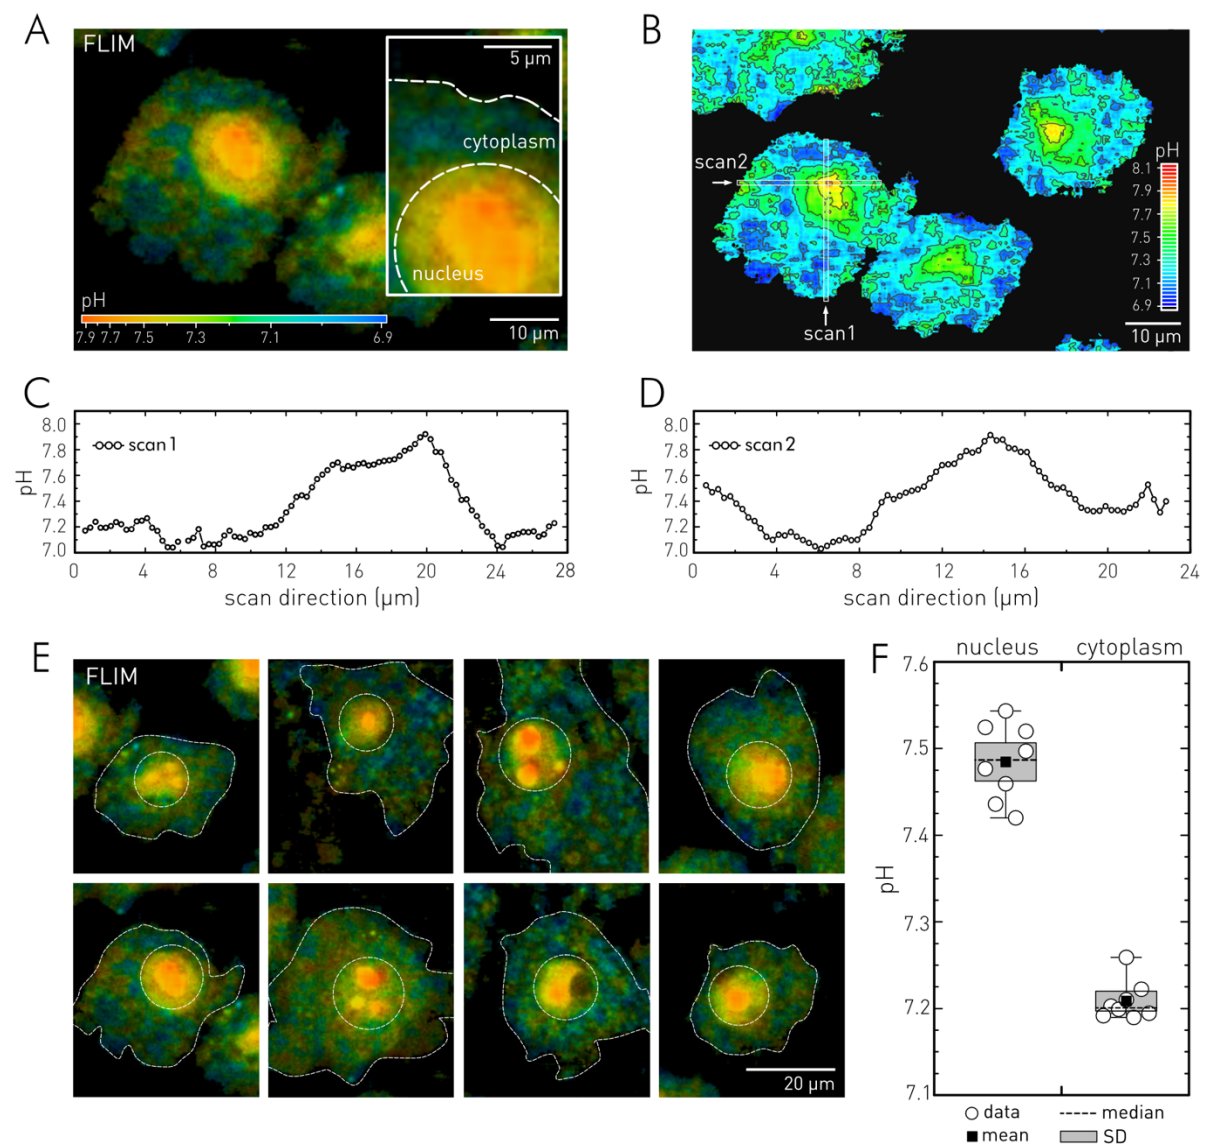 A
FLIM
5 µm
cytoplasm
nucleus
pH
7.9 7.7 7.5 7.3 7.1 6.9
10 µm
B
scan2
scan1
pH
8.1
7.9
7.7
7.5
7.3
7.1
6.9
10 µm
C
scan 1
pH
8.0
7.8
7.6
7.4
7.2
7.0
0 4 8 12 16 20 24 28
scan direction (µm)
D
scan 2
pH
8.0
7.8
7.6
7.4
7.2
7.0
0 4 8 12 16 20 24
scan direction (µm)
E
FLIM
20 µm
F
nucleus cytoplasm
pH
7.6
7.5
7.4
7.3
7.2
7.1
data median
mean SD